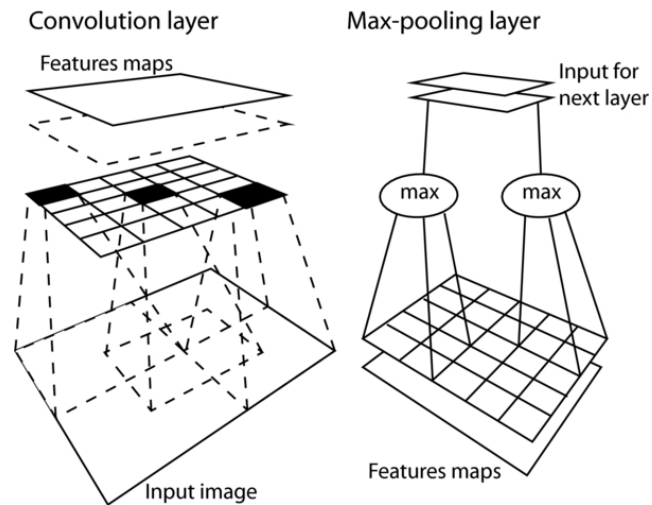 Convolution layer
Features maps
Input image
Max-pooling layer
Input for
next layer
max
max
Features maps